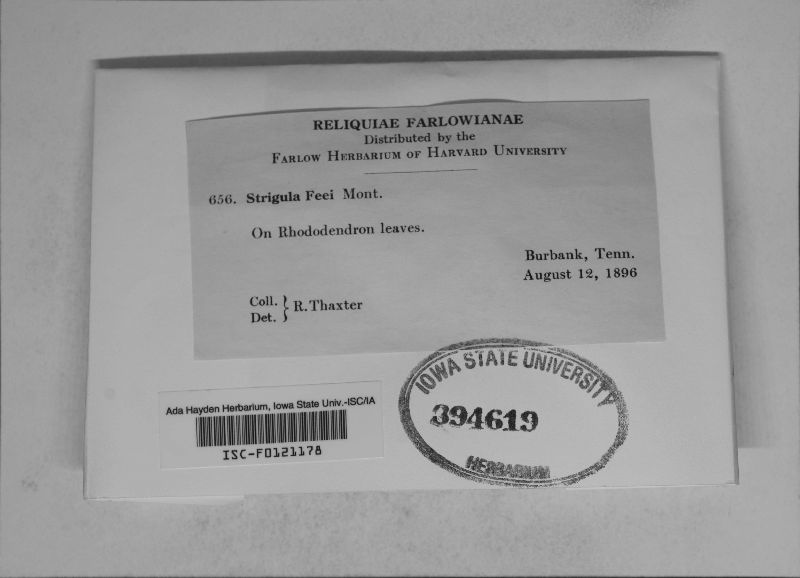 RELIQUIAE FARLOWIANAE
Distributed by the
FARLOW HERBARIUM OF HARVARD UNIVERSITY
656. Strigula Feei Mont.
On Rhododendron leaves.
Burbank, Tenn.
August 12, 1896
Coll.
Det. } R. Thaxter
Ada Hayden Herbarium, Iowa State Univ.-ISC/IA
ISC-F0121178
IOWA STATE UNIVERSITY
394619
HERBARIUM